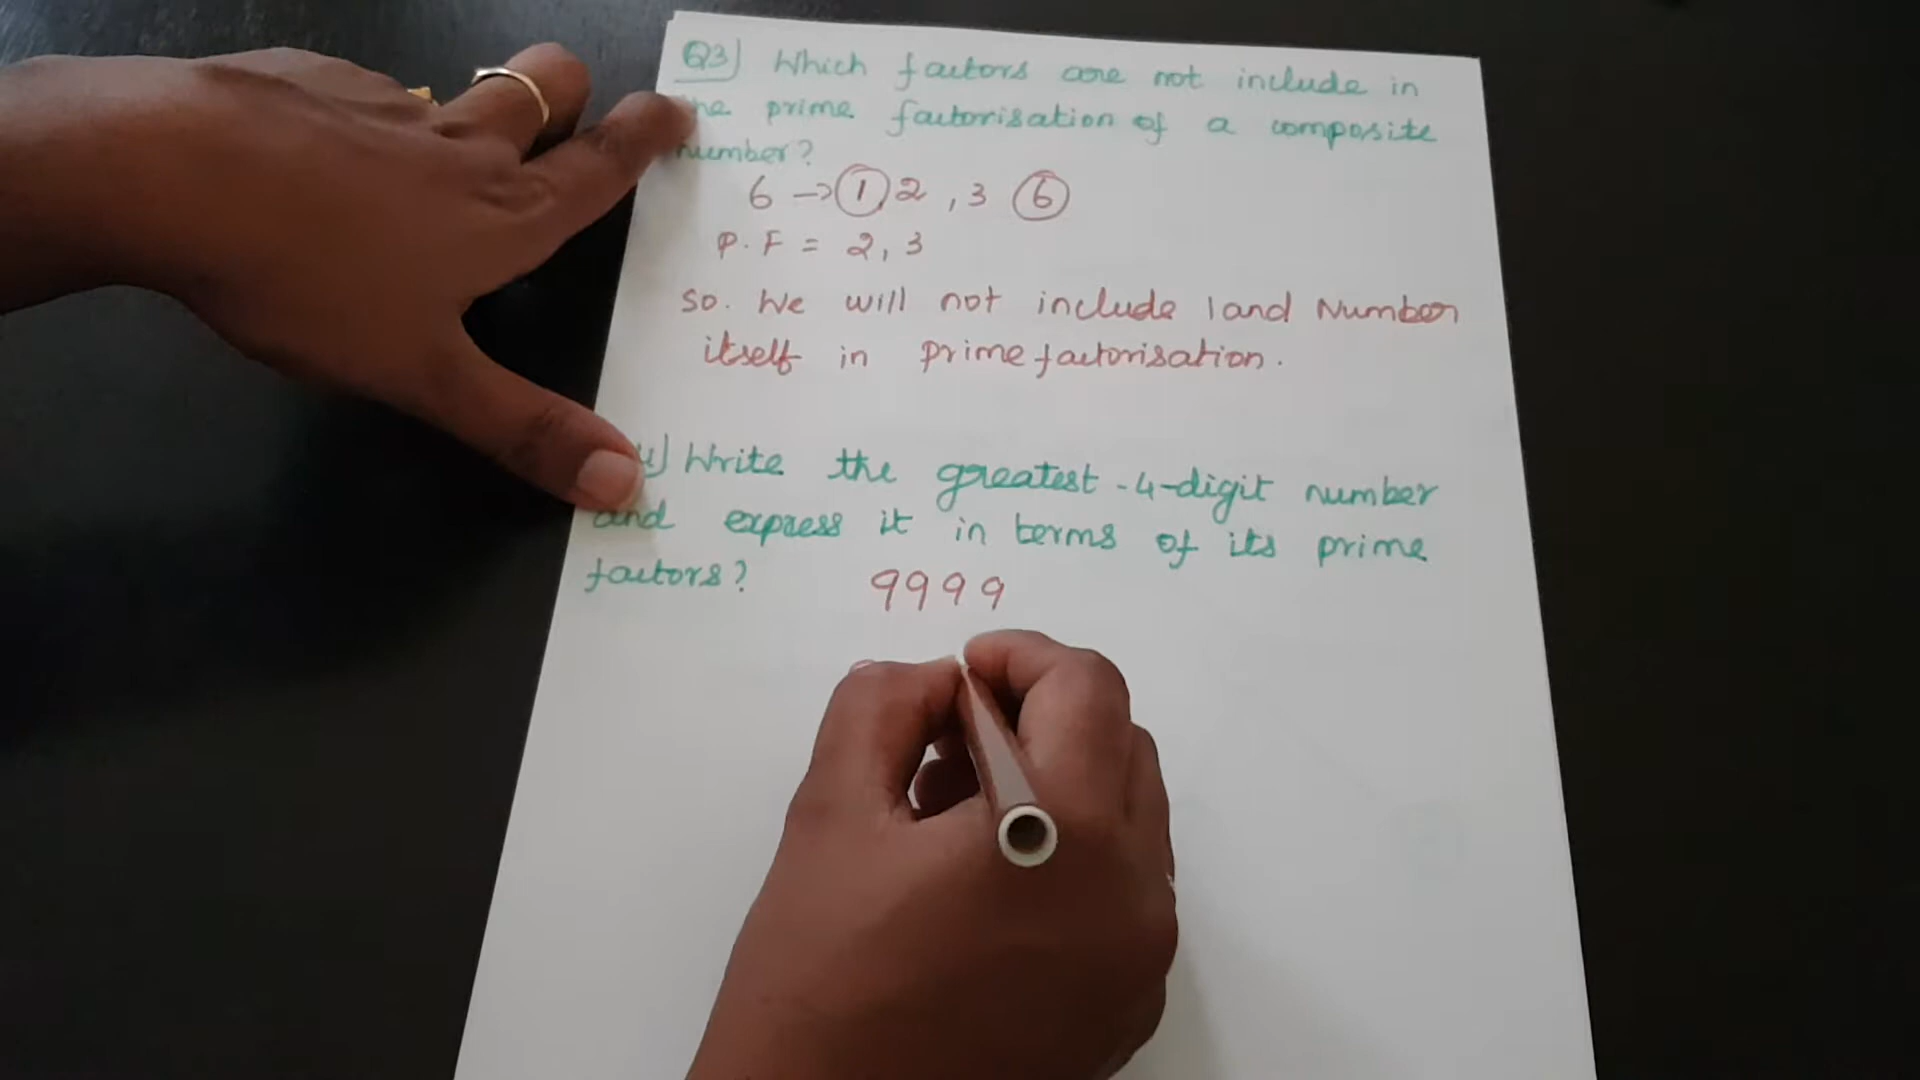 Q3) Which factors are not include in
the prime factorisation of a composite
number?
6 → 1, 2, 3 6
P.F = 2, 3
So. We will not include 1 and Number
itself in prime factorisation.
4) Write the greatest -4-digit number
and express it in terms of its prime
factors?
9999